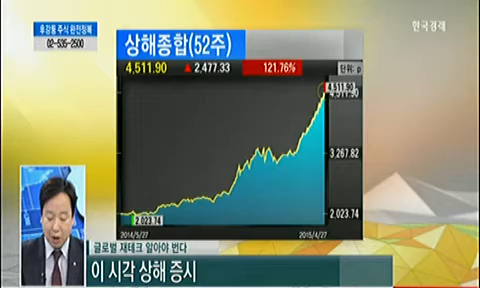 후강퉁 주식 완전정복
02-535-2500
한국경제
상해종합(52주)
4,511.90 ▲ 2,477.33 121.76% 단위: p
4,511.90
4,511.90
3,267.82
2,023.74
2,023.74
2014/5/27 2015/4/27
글로벌 재테크 알아야 번다
이 시각 상해 증시